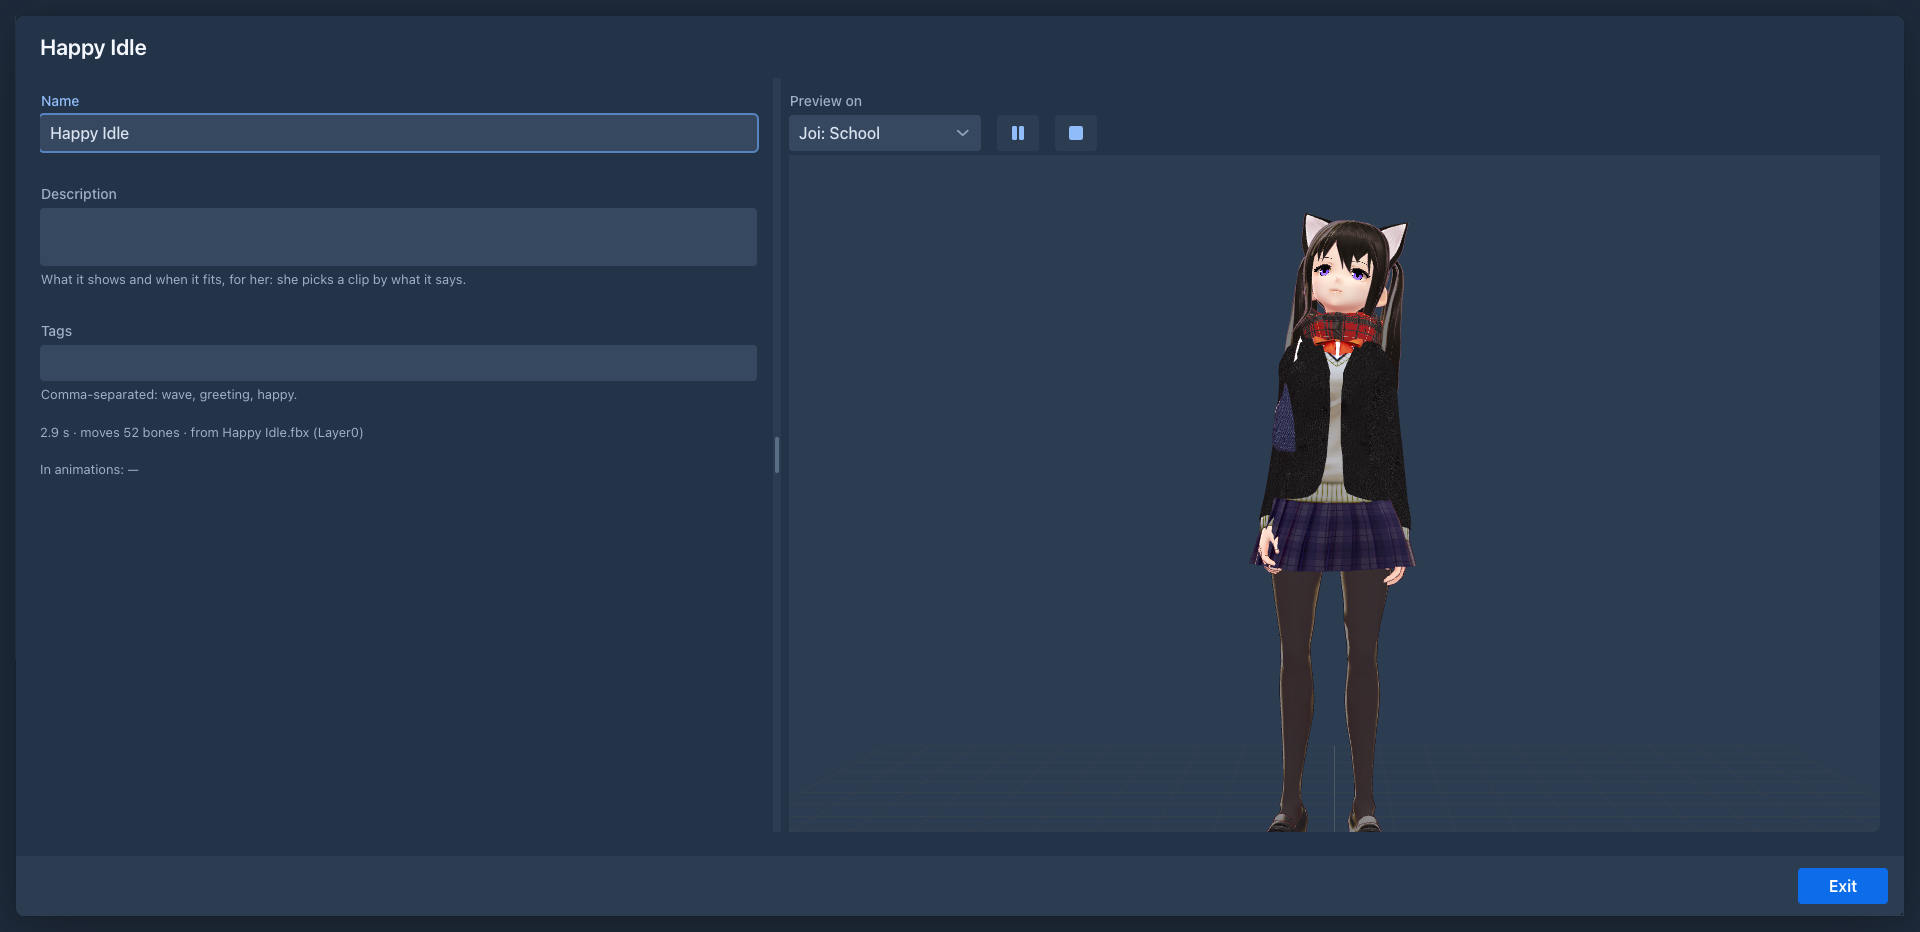 Happy Idle
Name
Happy Idle
Description
What it shows and when it fits, for her: she picks a clip by what it says.
Tags
Comma-separated: wave, greeting, happy.
2.9 s · moves 52 bones · from Happy Idle.fbx (Layer0)
In animations: —
Preview on
Joi: School
Exit